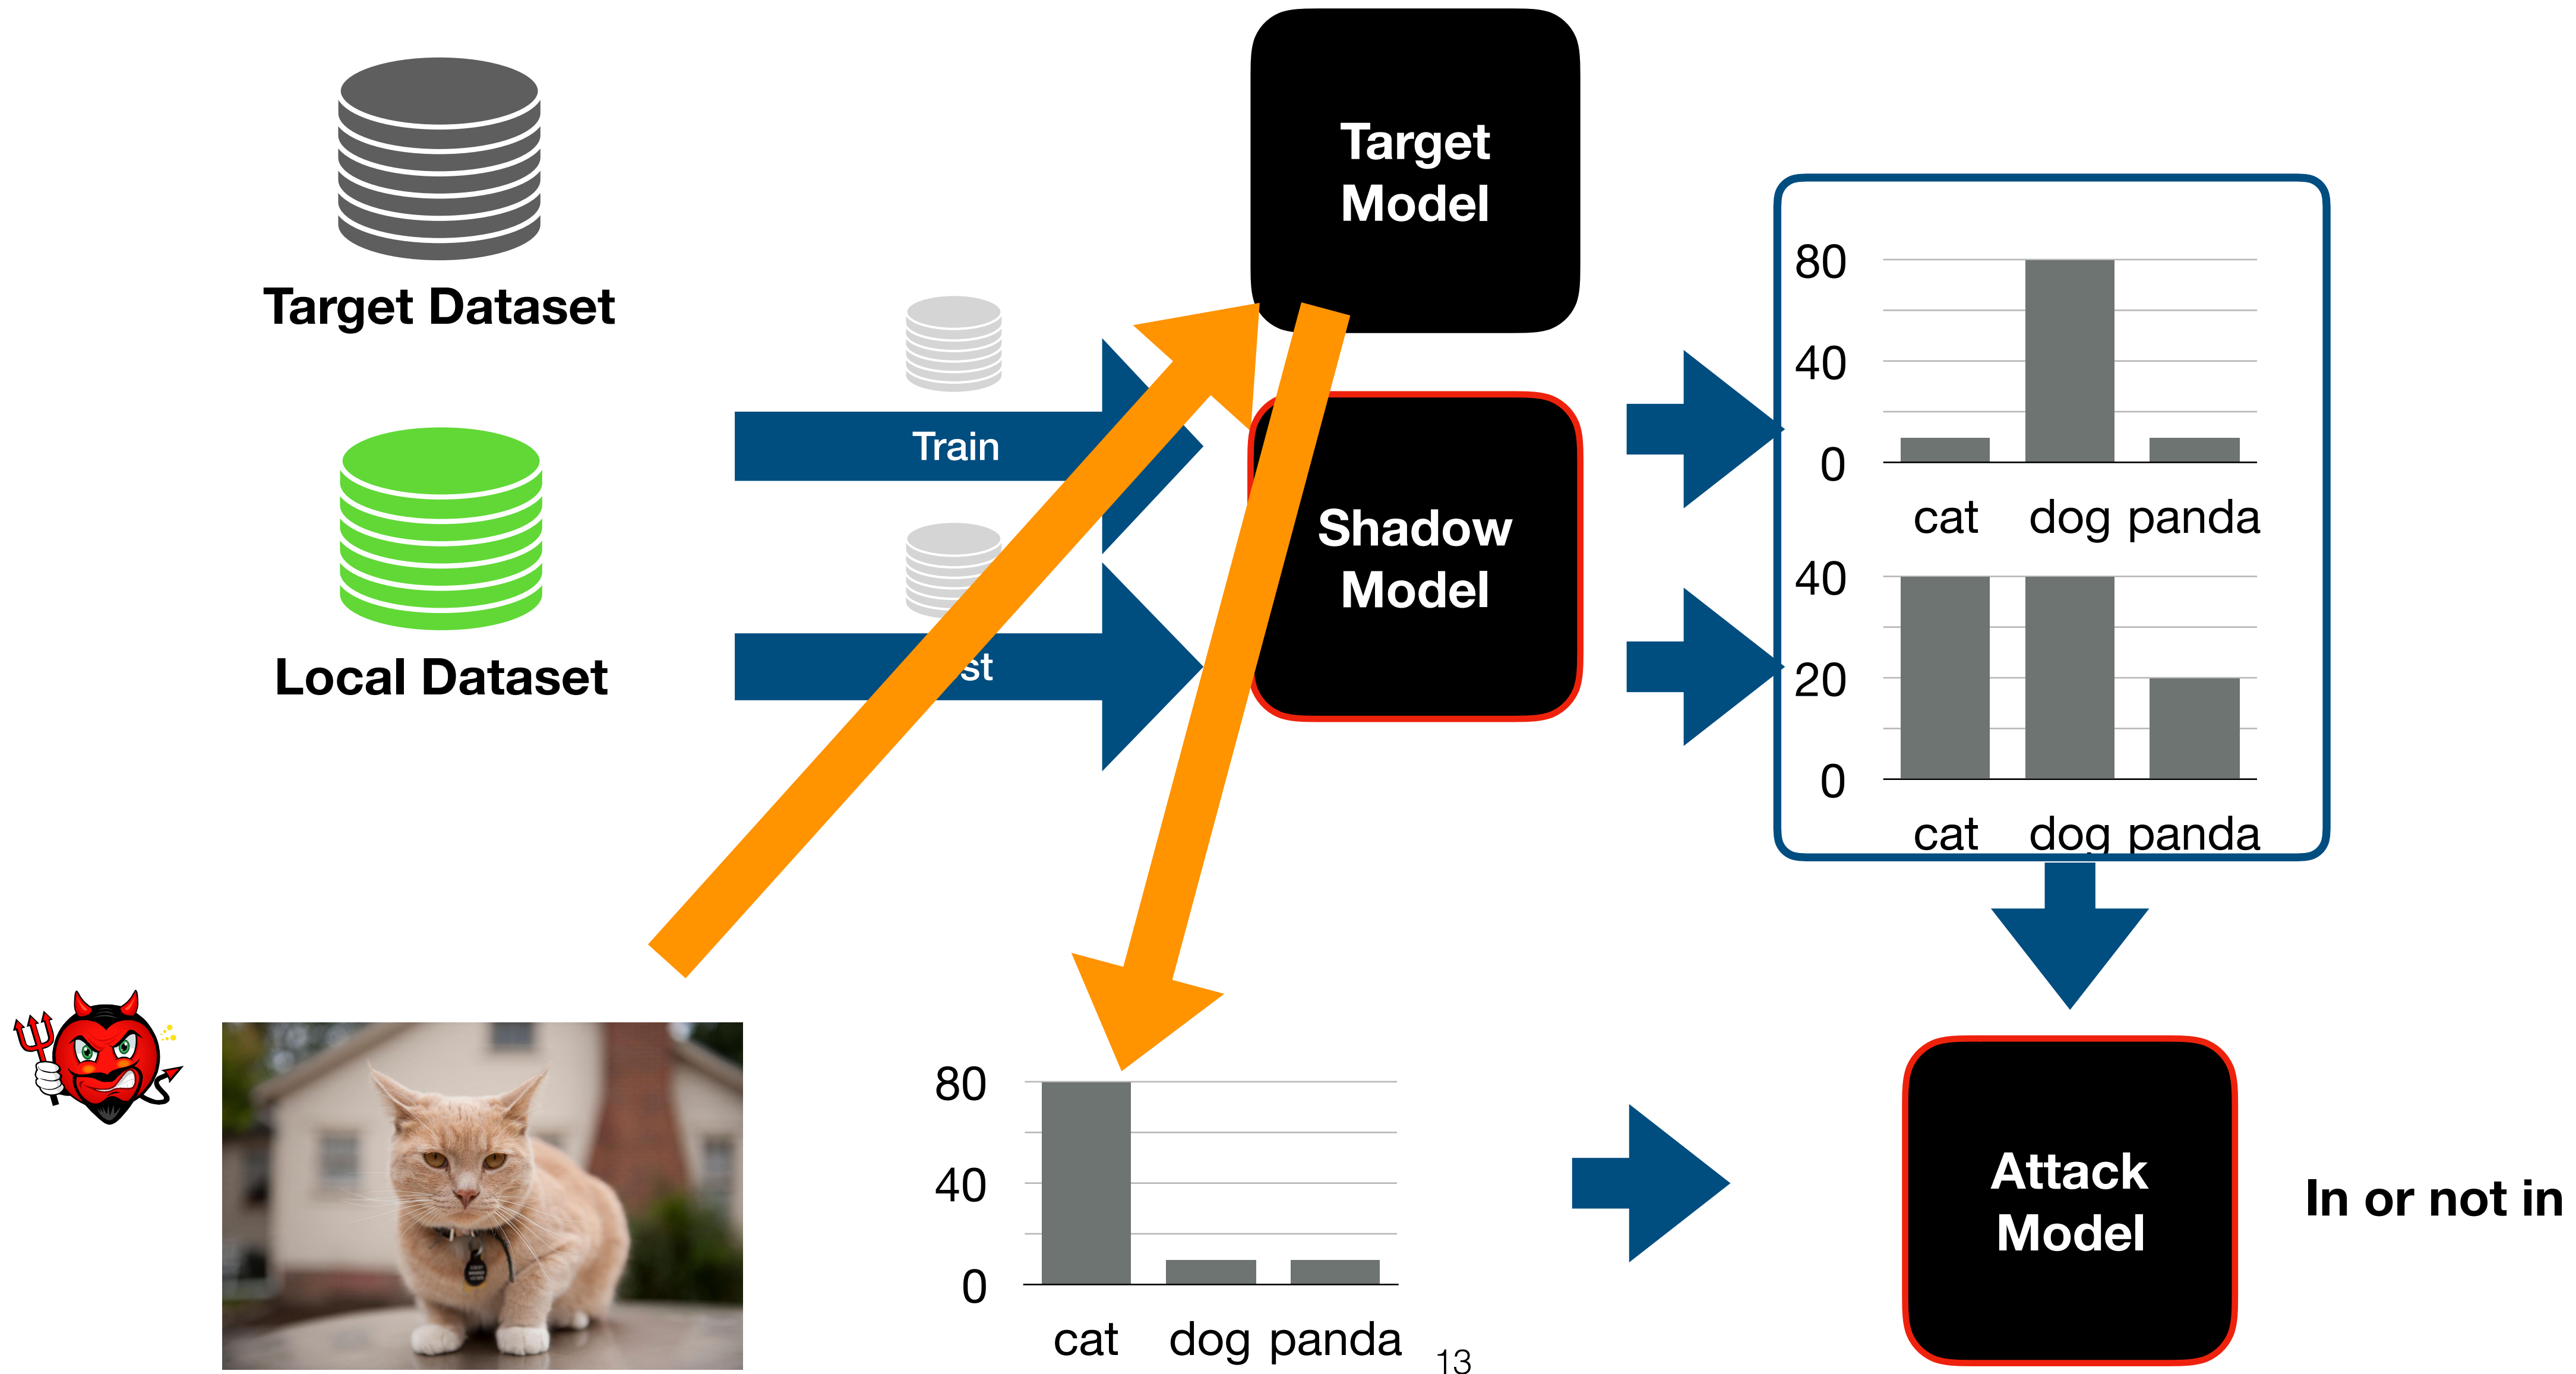 Target
Model
Target Dataset
Train
Local Dataset
st
Shadow
Model
80
40
0
cat dog panda
40
20
0
cat dog panda
80
40
0
cat dog panda
Attack
Model
In or not in
13